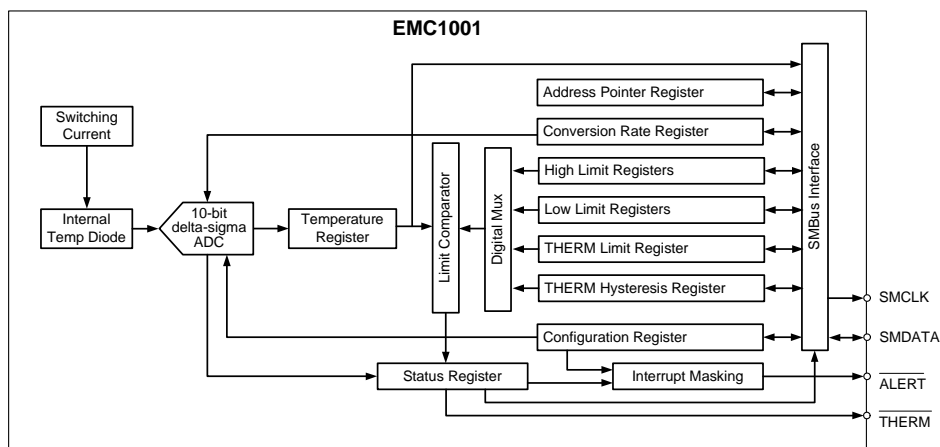 EMC1001
Address Pointer Register
Switching
Current
Conversion Rate Register
High Limit Registers
Internal
Temp Diode
10-bit
delta-sigma
ADC
Temperature
Register
Limit Comparator
Digital Mux
Low Limit Registers
SMBus Interface
THERM Limit Register
THERM Hysteresis Register
SMCLK
Configuration Register
SMDATA
Status Register
Interrupt Masking
ALERT
THERM